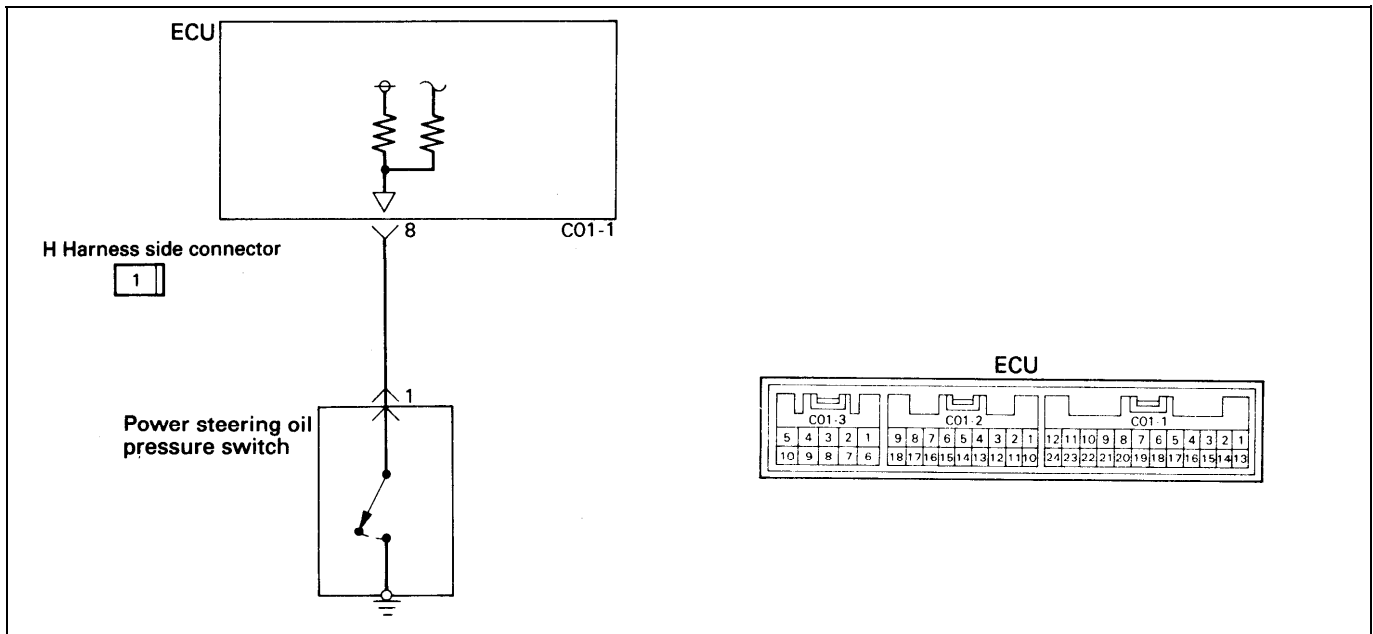 ECU
8
C01-1
H Harness side connector
1
1
Power steering oil
pressure switch
ECU
C01-3
C01-2
C01-1
5 4 3 2 1
10 9 8 7 6
9 8 7 6 5 4 3 2 1
18 17 16 15 14 13 12 11 10
12 11 10 9 8 7 6 5 4 3 2 1
24 23 22 21 20 19 18 17 16 15 14 13